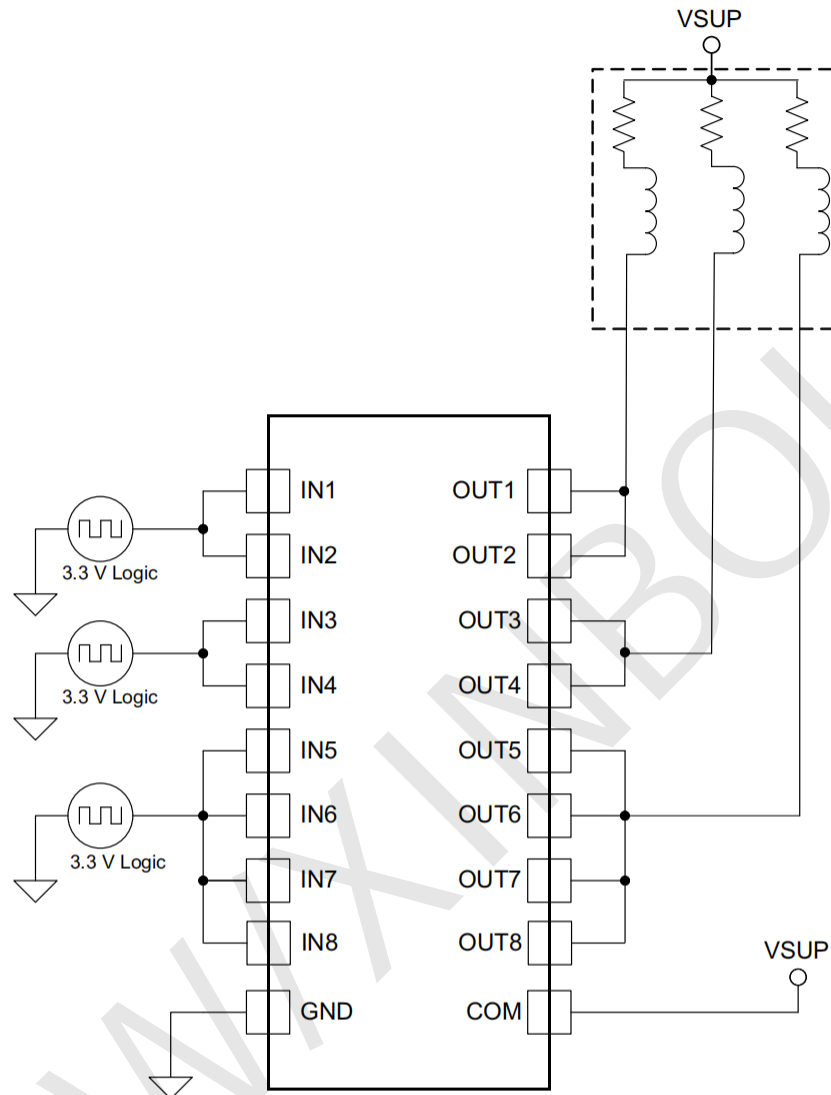 VSUP
IN1 OUT1
3.3 V Logic
IN2 OUT2
IN3 OUT3
3.3 V Logic
IN4 OUT4
IN5 OUT5
IN6 OUT6
3.3 V Logic
IN7 OUT7
IN8 OUT8
VSUP
GND COM